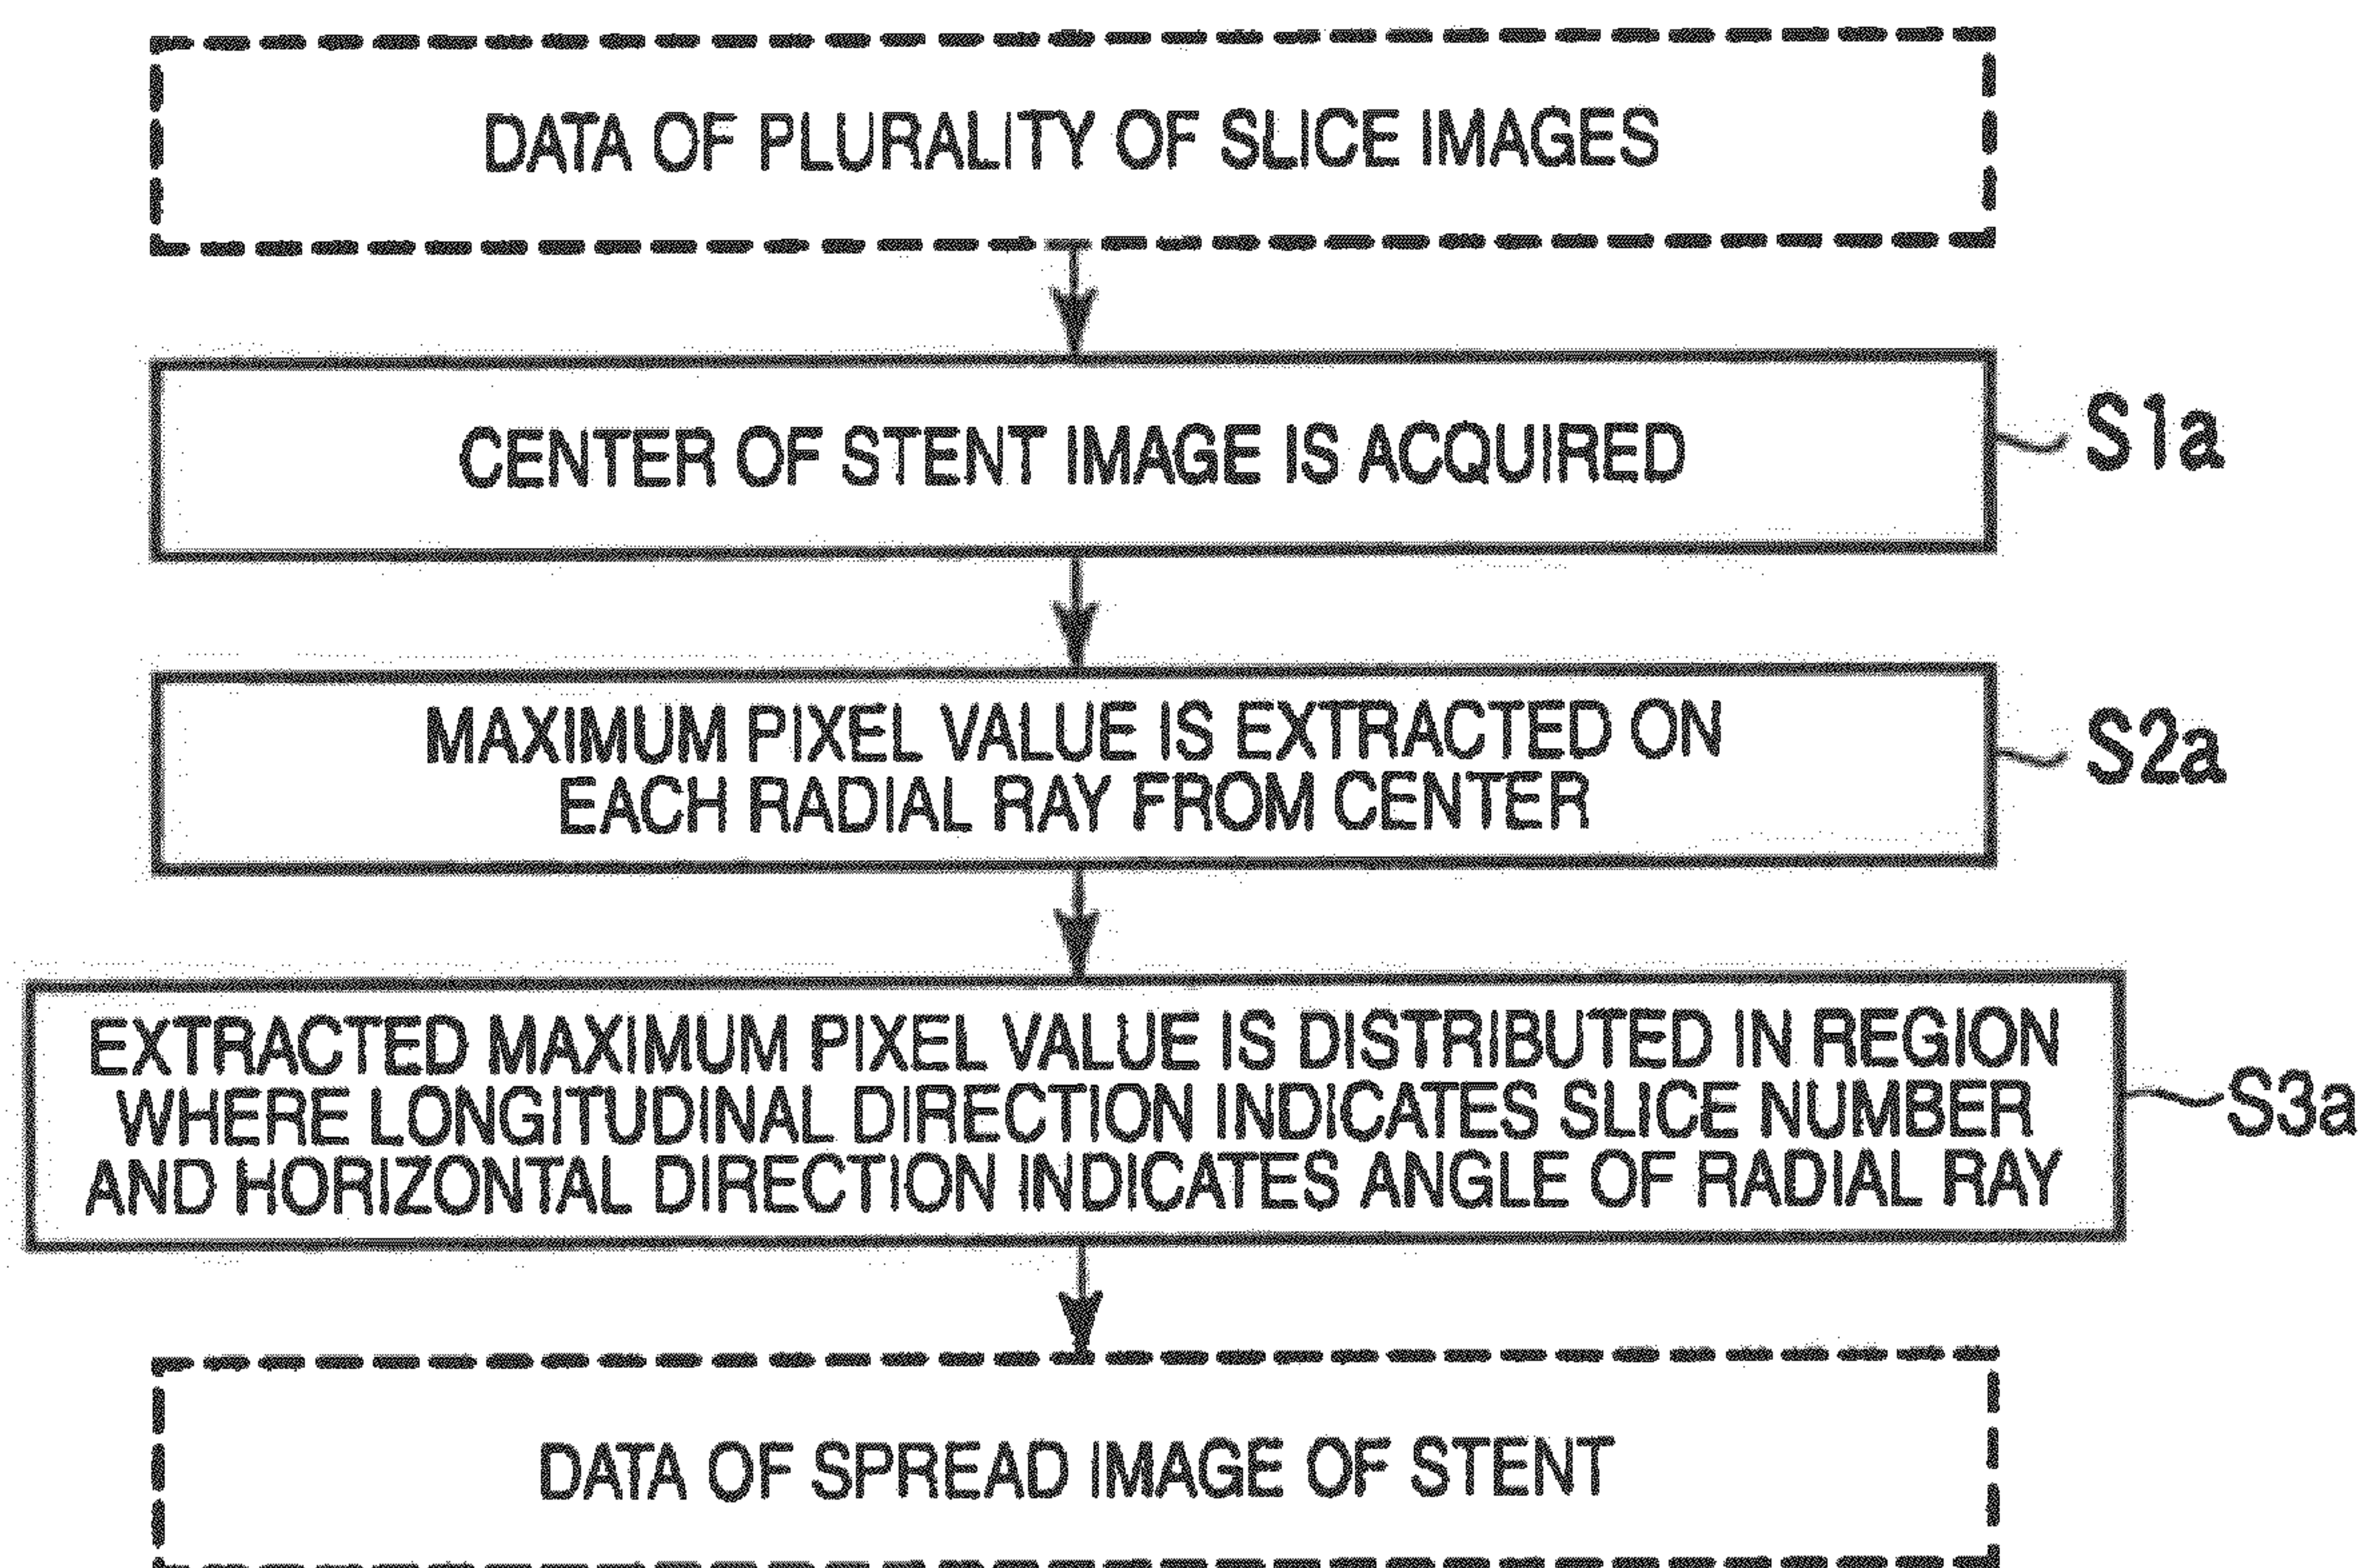 DATA OF PLURALITY OF SLICE IMAGES
CENTER OF STENT IMAGE IS ACQUIRED
S1a
MAXIMUM PIXEL VALUE IS EXTRACTED ON
EACH RADIAL RAY FROM CENTER
S2a
EXTRACTED MAXIMUM PIXEL VALUE IS DISTRIBUTED IN REGION
WHERE LONGITUDINAL DIRECTION INDICATES SLICE NUMBER
AND HORIZONTAL DIRECTION INDICATES ANGLE OF RADIAL RAY
S3a
DATA OF SPREAD IMAGE OF STENT